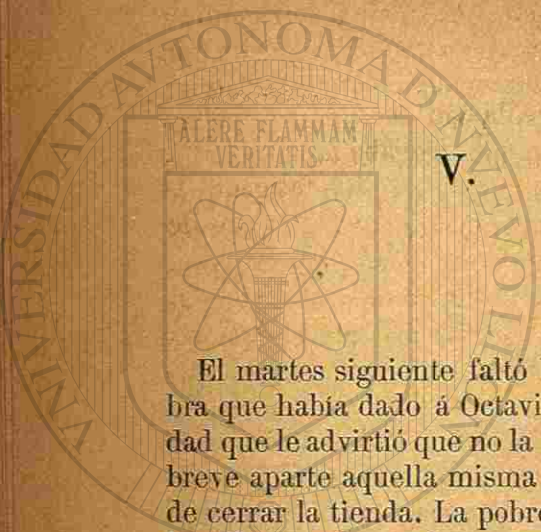 UNIVERSIDAD AUTONOMA DE NUEVO LE
ALERE FLAMMAM
VERITATIS
V.
El martes siguiente faltó
bra que había dado á Octavi
dad que le advirtió que no la
breve aparte aquella misma
de cerrar la tienda. La pobre